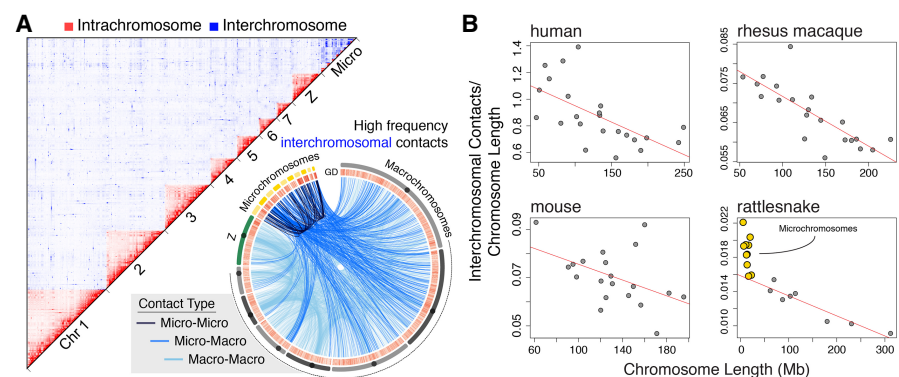 A
Intrachromosome Interchromosome
Micro
Z
7
6
5
4
3
2
Chr 1
High frequency
interchromosomal contacts
Microchromosomes
GD
Macrochromosomes
Z
Contact Type
Micro-Micro
Micro-Macro
Macro-Macro
B
Interchromosomal Contacts/
Chromosome Length
human
1.4
1.2
1.0
0.8
0.6
50 150 250
rhesus macaque
0.085
0.075
0.065
0.055
50 100 150 200
mouse
0.09
0.07
0.05
60 100 140 180
rattlesnake
Microchromosomes
0.022
0.018
0.014
0.010
0 100 200 300
Chromosome Length (Mb)